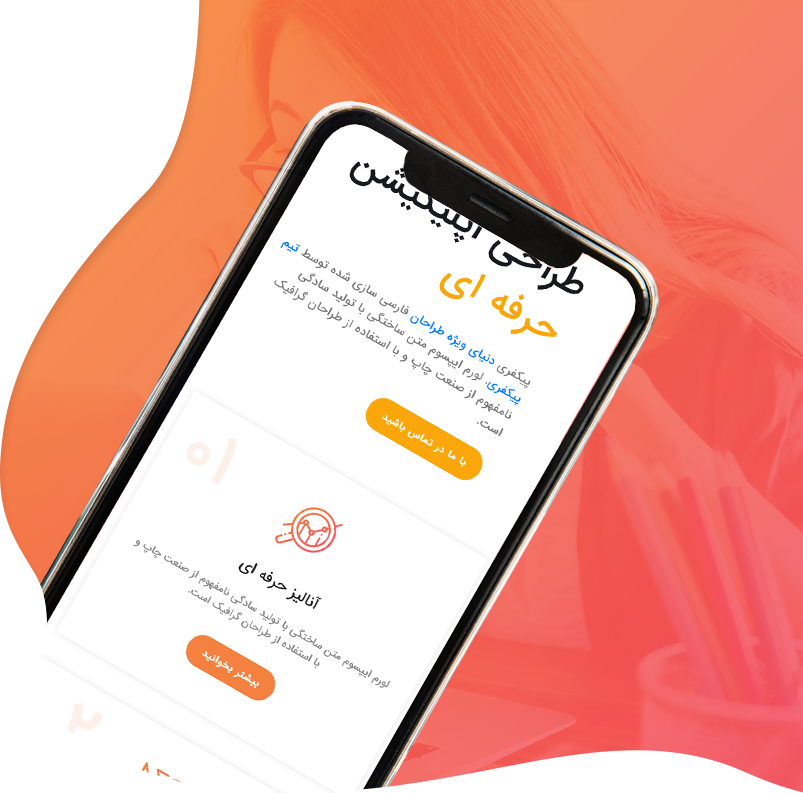 طراحی اپلیکیشن
حرفه ای
پیکفری دنیای ویژه طراحان فارسی سازی شده توسط تیم
پیکفری. لورم ایپسوم متن ساختگی با تولید سادگی
نامفهوم از صنعت چاپ و با استفاده از طراحان گرافیک
است.
با ما در تماس باشید
۰۱
آنالیز حرفه ای
لورم ایپسوم متن ساختگی با تولید سادگی نامفهوم از صنعت چاپ و
با استفاده از طراحان گرافیک است.
بیشتر بخوانید
۲